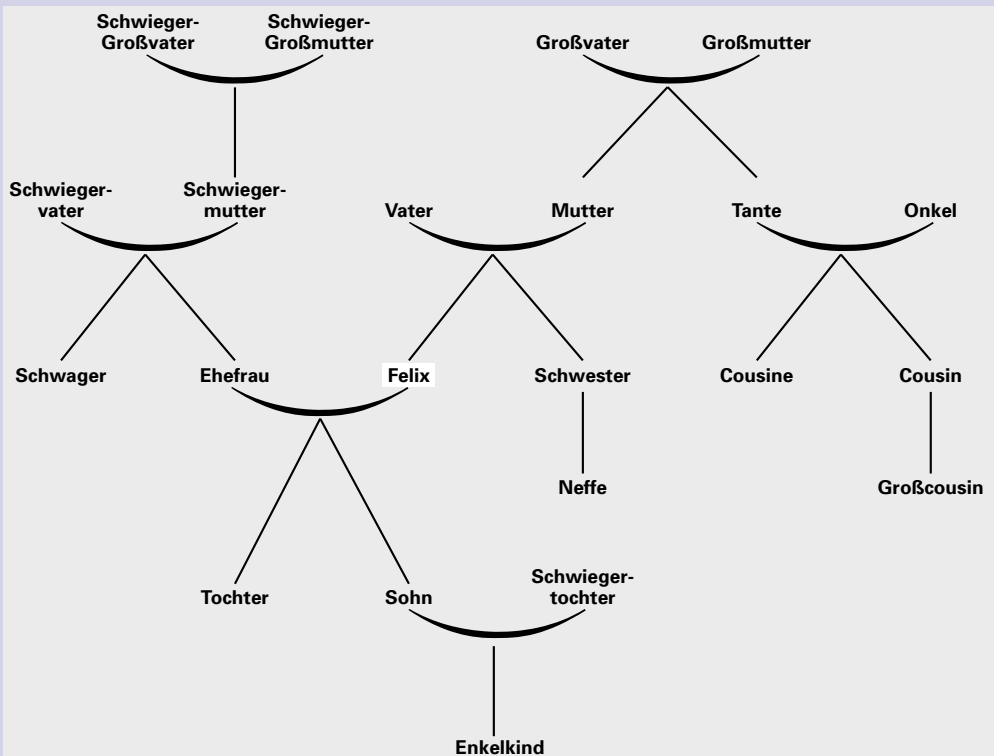 Schwieger-
Großvater
Schwieger-
Großmutter
Großvater
Großmutter
Schwieger-
vater
Schwieger-
mutter
Vater
Mutter
Tante
Onkel
Schwager
Ehefrau
Felix
Schwester
Cousine
Cousin
Neffe
Großcousin
Tochter
Sohn
Schwieger-
tochter
Enkelkind